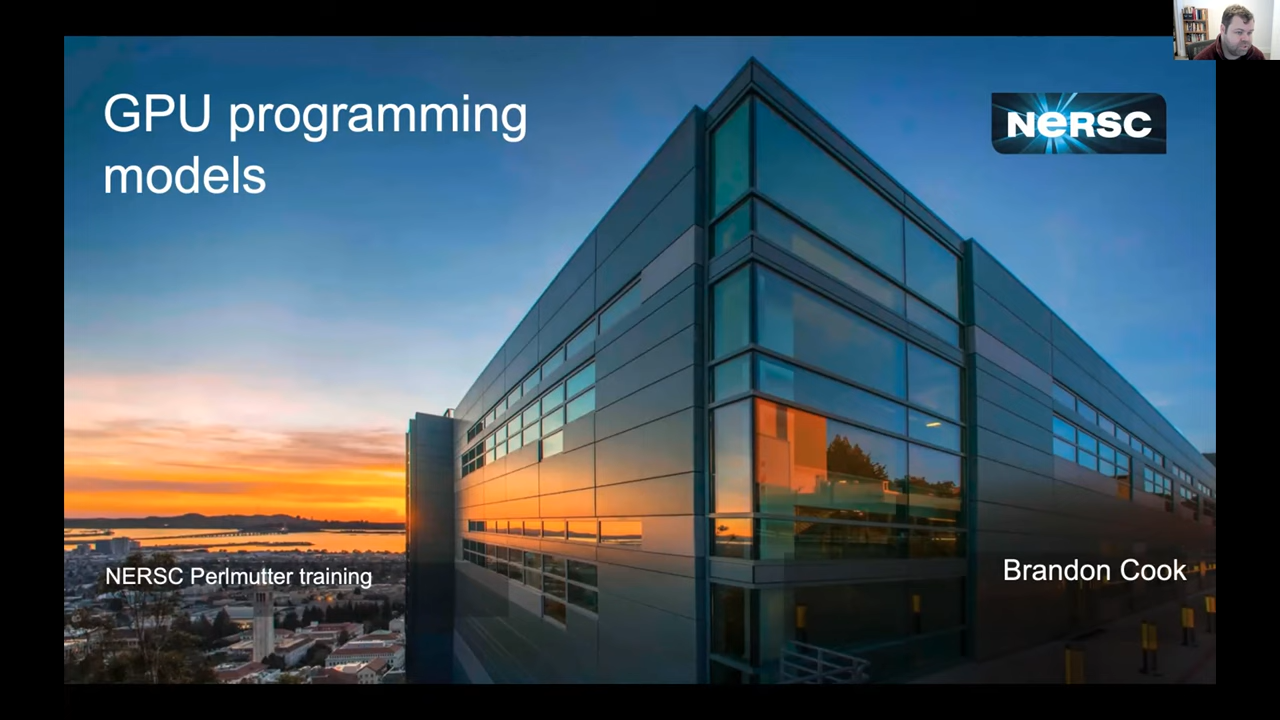 GPU programming
models
NERSC
NERSC Perlmutter training
Brandon Cook